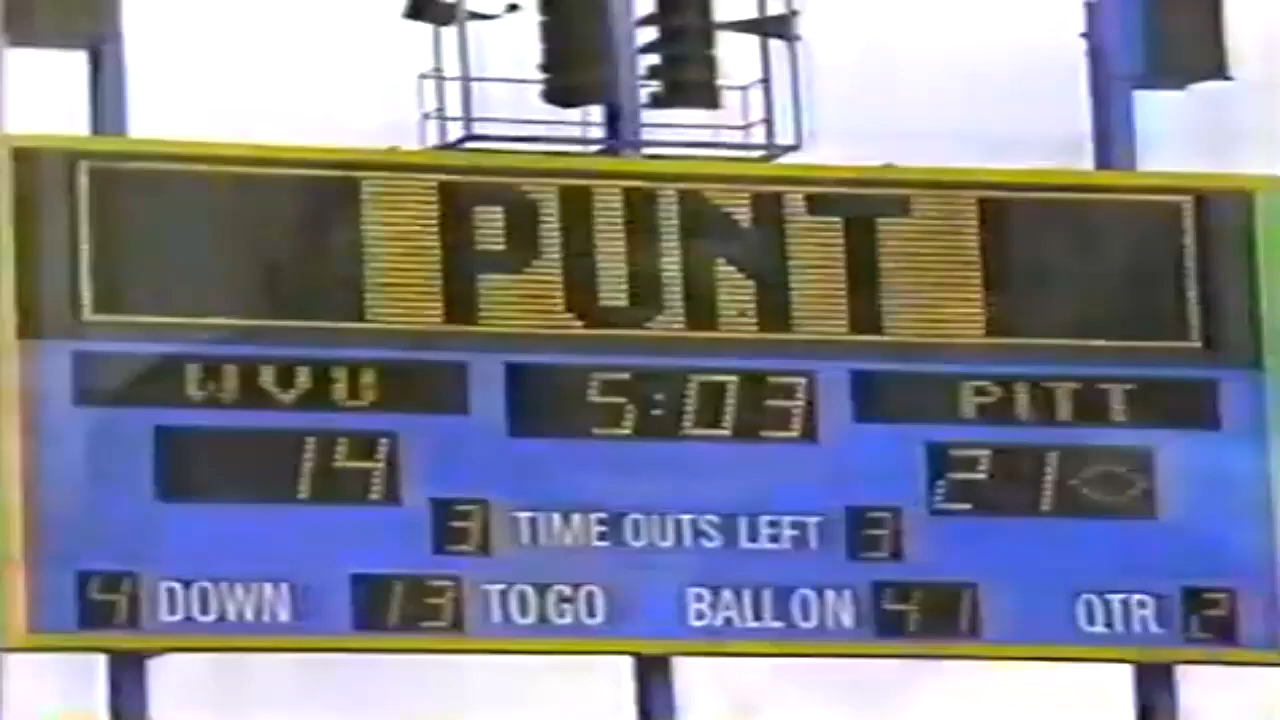 PUNT
WVU 5:03 PITT
14 21
3 TIME OUTS LEFT 3
4 DOWN 13 TO GO BALL ON 41 QTR 2